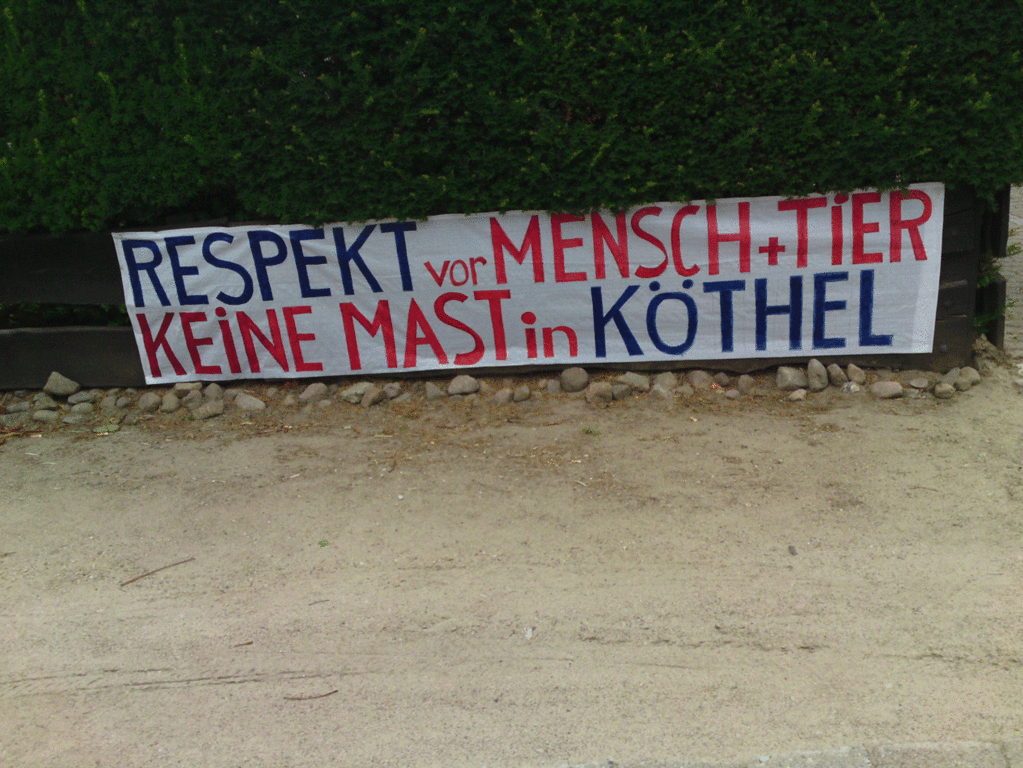 RESPEKT vor MENSCH+TiER
KEiNE MAST in KÖTHEL